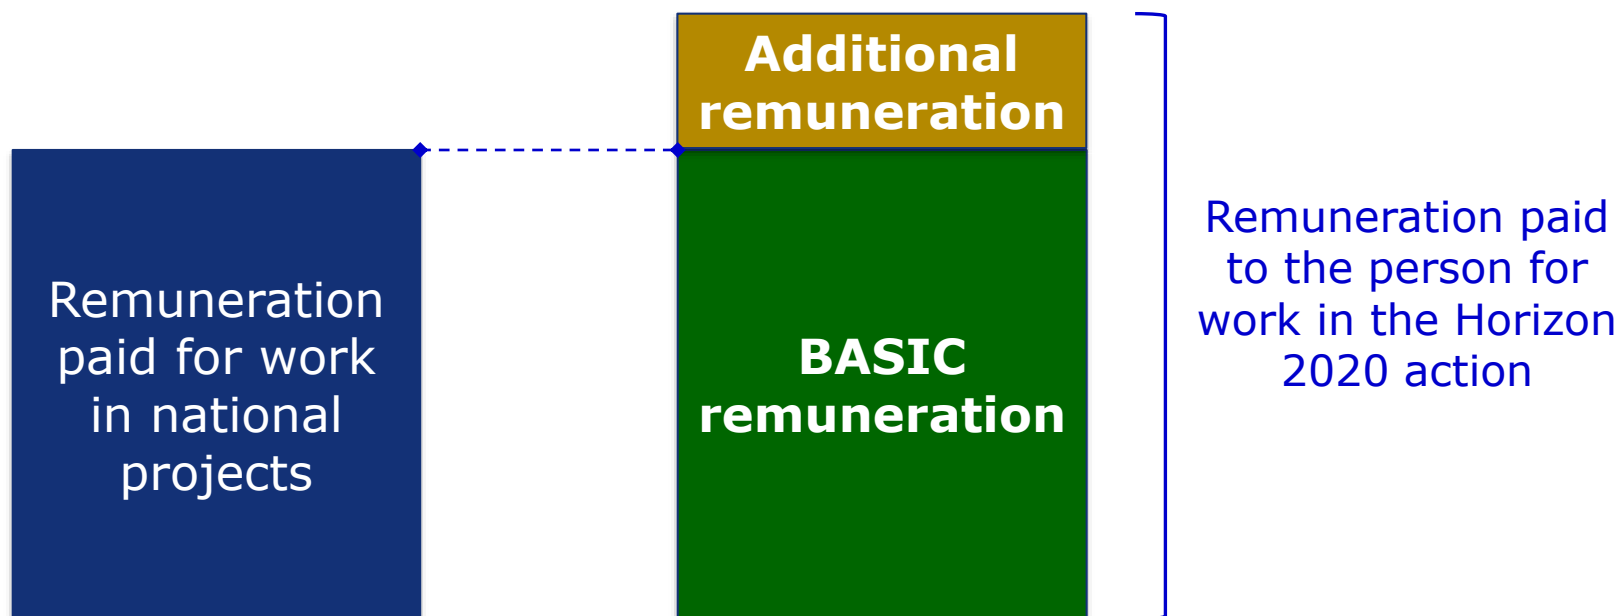 Additional
remuneration
Remuneration
paid for work
in national
projects
BASIC
remuneration
Remuneration paid
to the person for
work in the Horizon
2020 action